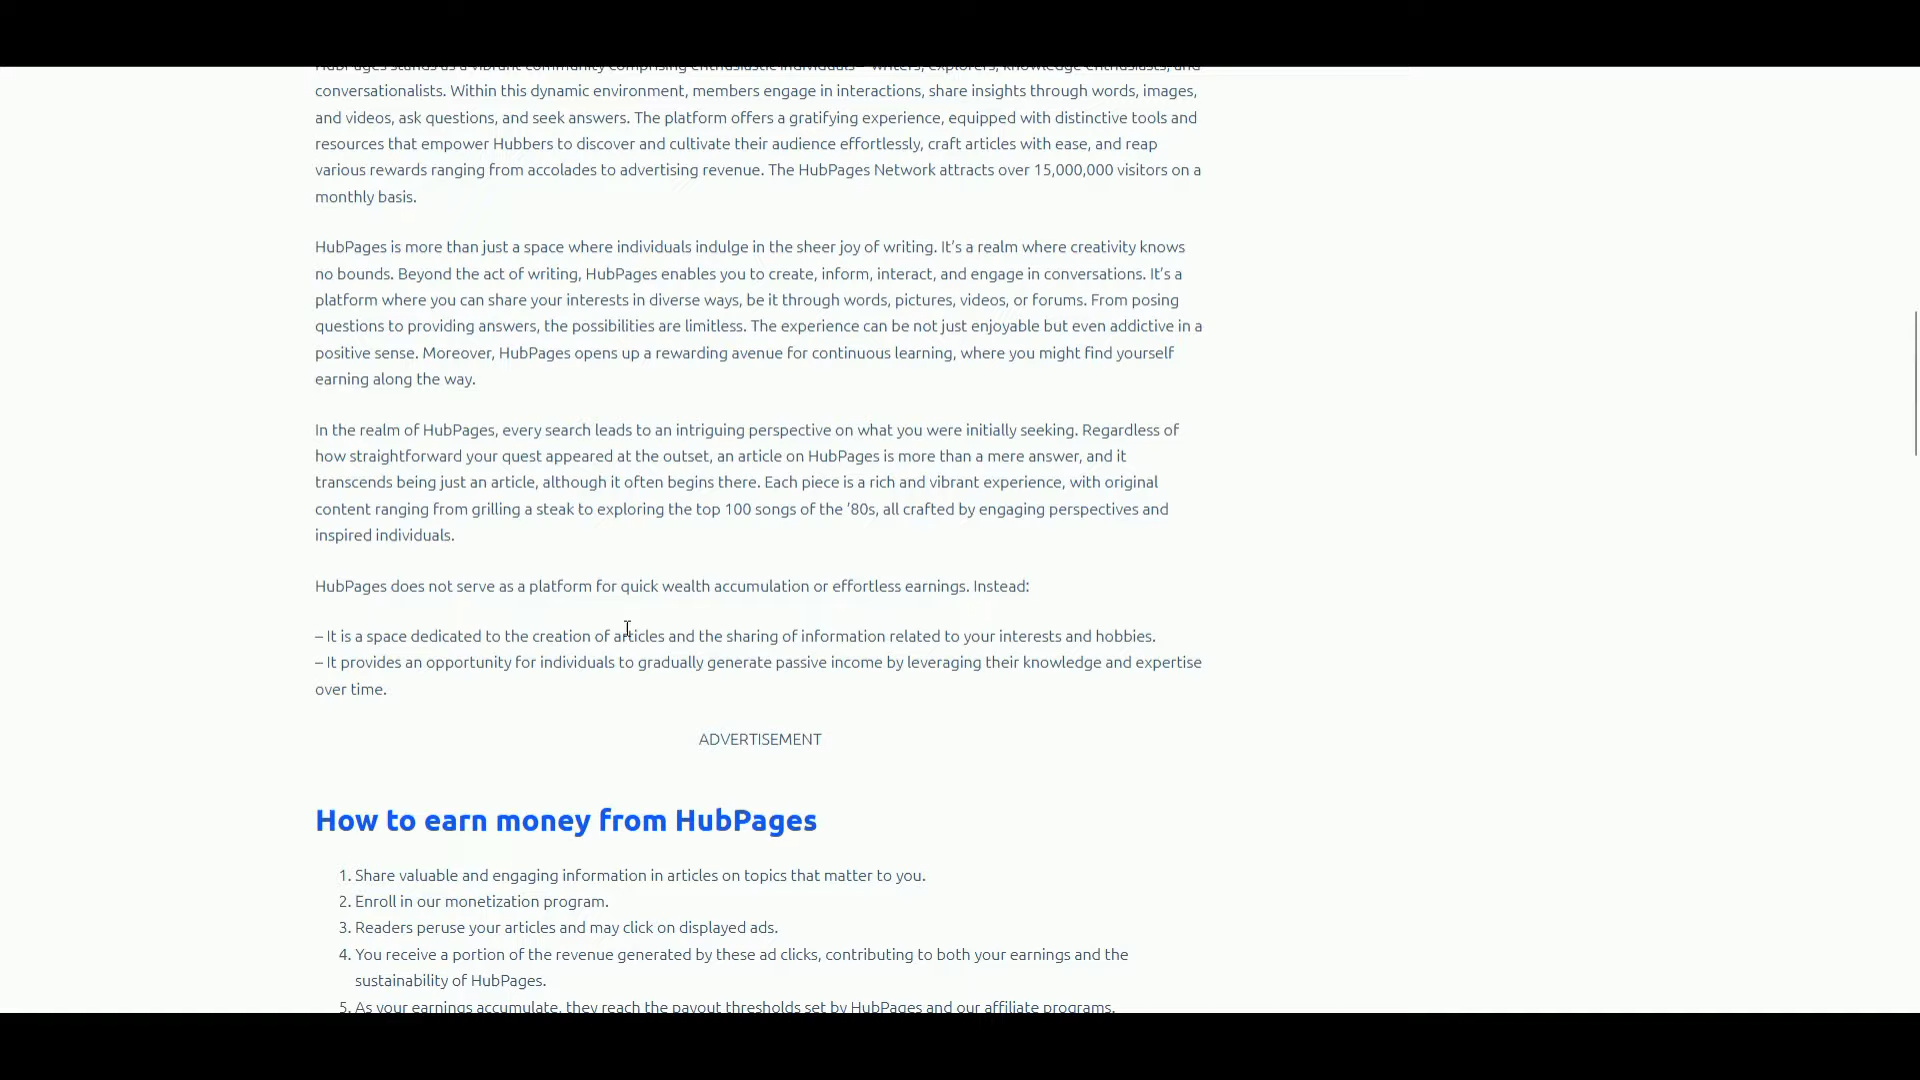 HubPages stands as a vibrant community comprising enthusiastic individuals– writers, explorers, knowledge enthusiasts, and
conversationalists. Within this dynamic environment, members engage in interactions, share insights through words, images,
and videos, ask questions, and seek answers. The platform offers a gratifying experience, equipped with distinctive tools and
resources that empower Hubbers to discover and cultivate their audience effortlessly, craft articles with ease, and reap
various rewards ranging from accolades to advertising revenue. The HubPages Network attracts over 15,000,000 visitors on a
monthly basis.
HubPages is more than just a space where individuals indulge in the sheer joy of writing. It’s a realm where creativity knows
no bounds. Beyond the act of writing, HubPages enables you to create, inform, interact, and engage in conversations. It’s a
platform where you can share your interests in diverse ways, be it through words, pictures, videos, or forums. From posing
questions to providing answers, the possibilities are limitless. The experience can be not just enjoyable but even addictive in a
positive sense. Moreover, HubPages opens up a rewarding avenue for continuous learning, where you might find yourself
earning along the way.
In the realm of HubPages, every search leads to an intriguing perspective on what you were initially seeking. Regardless of
how straightforward your quest appeared at the outset, an article on HubPages is more than a mere answer, and it
transcends being just an article, although it often begins there. Each piece is a rich and vibrant experience, with original
content ranging from grilling a steak to exploring the top 100 songs of the ’80s, all crafted by engaging perspectives and
inspired individuals.
HubPages does not serve as a platform for quick wealth accumulation or effortless earnings. Instead:
– It is a space dedicated to the creation of articles and the sharing of information related to your interests and hobbies.
– It provides an opportunity for individuals to gradually generate passive income by leveraging their knowledge and expertise
over time.
ADVERTISEMENT
How to earn money from HubPages
1. Share valuable and engaging information in articles on topics that matter to you.
2. Enroll in our monetization program.
3. Readers peruse your articles and may click on displayed ads.
4. You receive a portion of the revenue generated by these ad clicks, contributing to both your earnings and the
sustainability of HubPages.
5. As your earnings accumulate, they reach the payout thresholds set by HubPages and our affiliate programs.